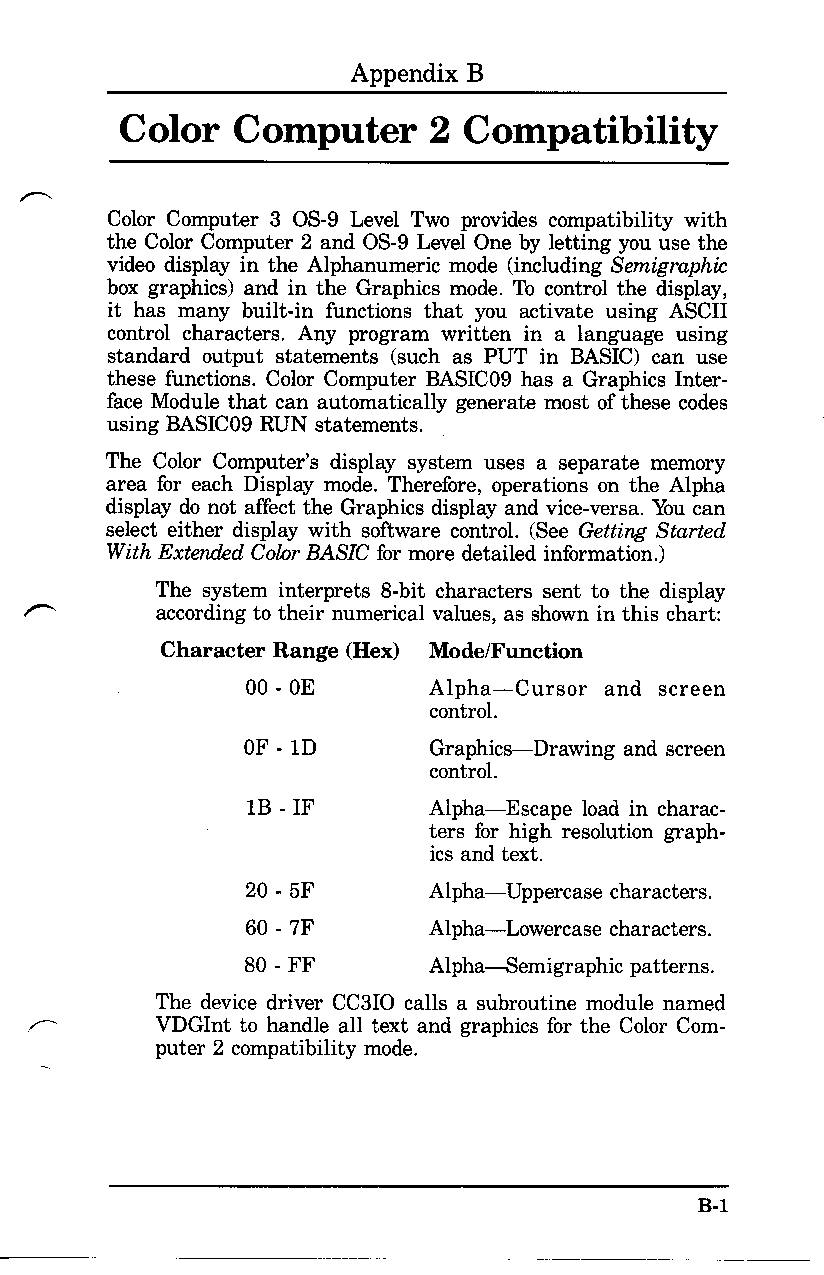 Appendix B
Color Computer 2 Compatibility
Color Computer 3 OS-9 Level Two provides compatibility with
the Color Computer 2 and OS-9 Level One by letting you use the
video display in the Alphanumeric mode (including Semigraphic
box graphics) and in the Graphics mode. To control the display,
it has many built-in functions that you activate using ASCII
control characters. Any program written in a language using
standard output statements (such as PUT in BASIC) can use
these functions. Color Computer BASIC09 has a Graphics Inter-
face Module that can automatically generate most of these codes
using BASIC09 RUN statements.
The Color Computer's display system uses a separate memory
area for each Display mode. Therefore, operations on the Alpha
display do not affect the Graphics display and vice-versa. You can
select either display with software control. (See Getting Started
With Extended Color BASIC for more detailed information.)
The system interprets 8-bit characters sent to the display
according to their numerical values, as shown in this chart:
Character Range (Hex) Mode/Function
00 - 0E Alpha—Cursor and screen
control.
0F - 1D Graphics—Drawing and screen
control.
1B - IF Alpha—Escape load in charac-
ters for high resolution graph-
ics and text.
20 - 5F Alpha—Uppercase characters.
60 - 7F Alpha—Lowercase characters.
80 - FF Alpha—Semigraphic patterns.
The device driver CC3IO calls a subroutine module named
VDGInt to handle all text and graphics for the Color Com-
puter 2 compatibility mode.
B-1